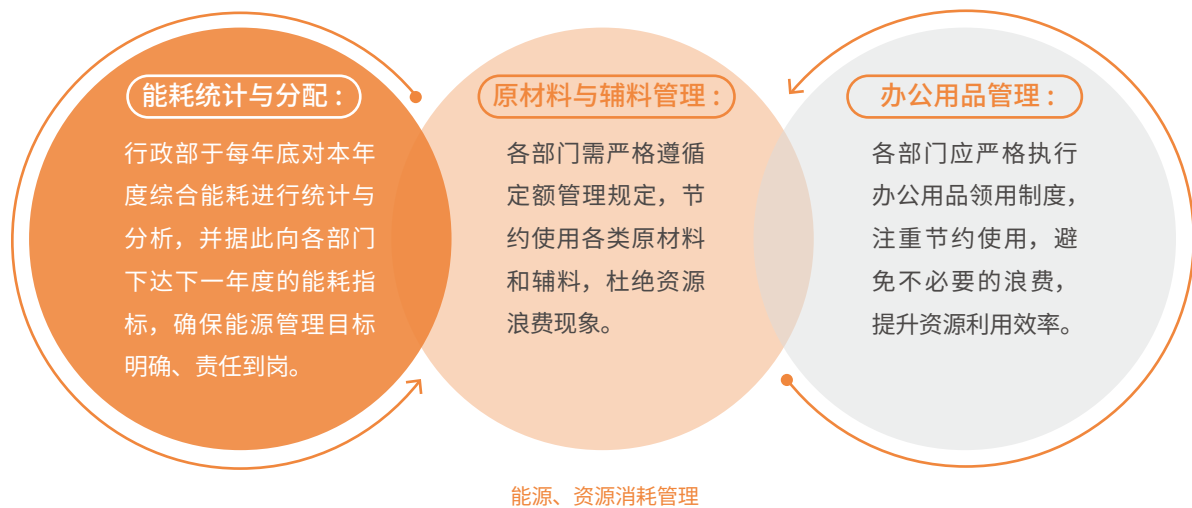 能耗统计与分配：
行政部于每年底对本年
度综合能耗进行统计与
分析，并据此向各部门
下达下一年度的能耗指
标，确保能源管理目标
明确、责任到岗。
原材料与辅料管理：
各部门需严格遵循
定额管理规定，节
约使用各类原材料
和辅料，杜绝资源
浪费现象。
办公用品管理：
各部门应严格执行
办公用品领用制度，
注重节约使用，避
免不必要的浪费，
提升资源利用效率。
能源、资源消耗管理